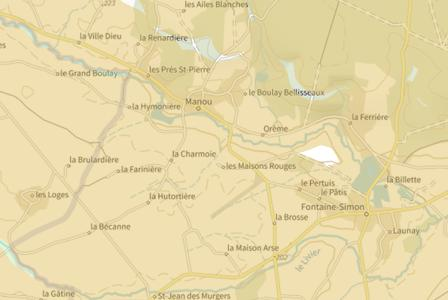 223
les Ailes Blanches
la Ville Dieu
la Renardière
le Grand Boulay
les Prés St-Pierre
le Boulay Bellisseaux
la Hymonière
Manou
la Ferrière
Orême
la Charmoie
la Brulardière
la Farinière
les Maisons Rouges
le Pertuis
la Billette
les Loges
le Pâtis
la Hutortière
Fontaine-Simon
la Brosse
la Bécanne
Launay
la Maison Arse
202
le Livier
la Gâtine
St-Jean des Murgers